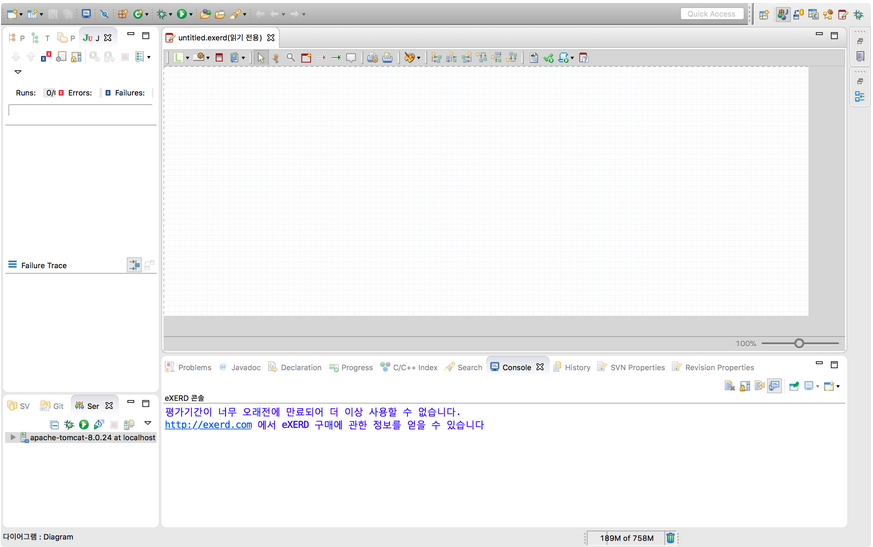 Quick Access
P T P Ju J
untitled.exerd(읽기 전용)
Runs: 0/ Errors: Failures:
Failure Trace
100%
Problems Javadoc Declaration Progress C/C++ Index Search Console History SVN Properties Revision Properties
SV Git Ser
eXERD 콘솔
평가기간이 너무 오래전에 만료되어 더 이상 사용할 수 없습니다.
http://exerd.com 에서 eXERD 구매에 관한 정보를 얻을 수 있습니다
apache-tomcat-8.0.24 at localhost
다이어그램 : Diagram
189M of 758M